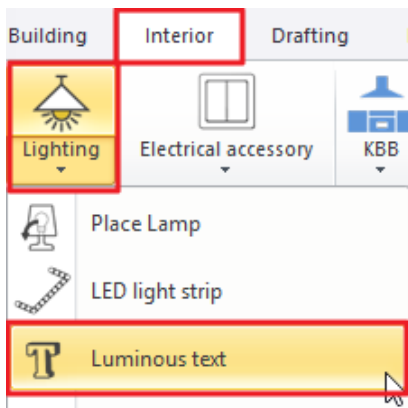 Building Interior Drafting
Lighting Electrical accessory KBB
Place Lamp
LED light strip
Luminous text